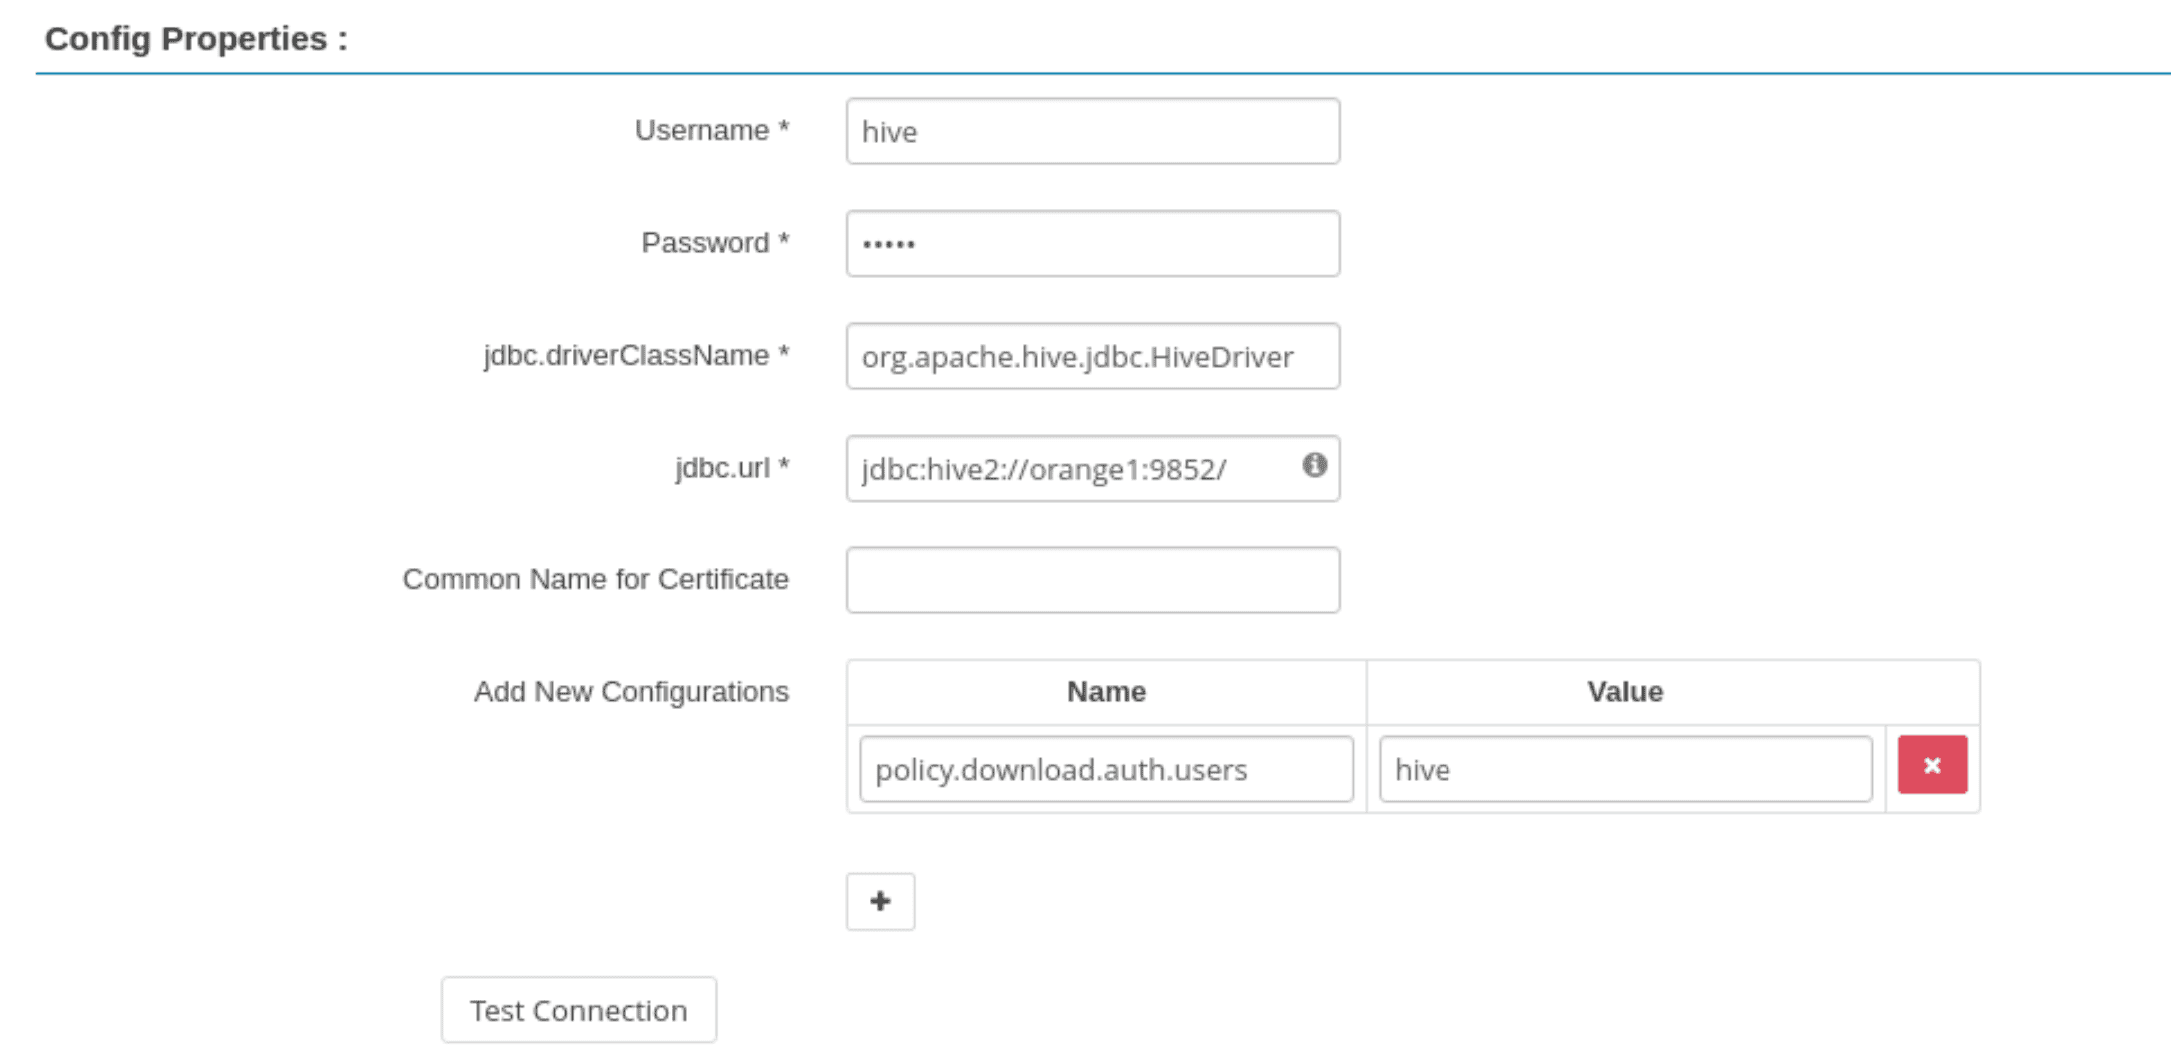 Config Properties :
Username * hive
Password * •••••
jdbc.driverClassName * org.apache.hive.jdbc.HiveDriver
jdbc.url * jdbc:hive2://orange1:9852/
Common Name for Certificate
Add New Configurations Name Value
policy.download.auth.users hive
Test Connection